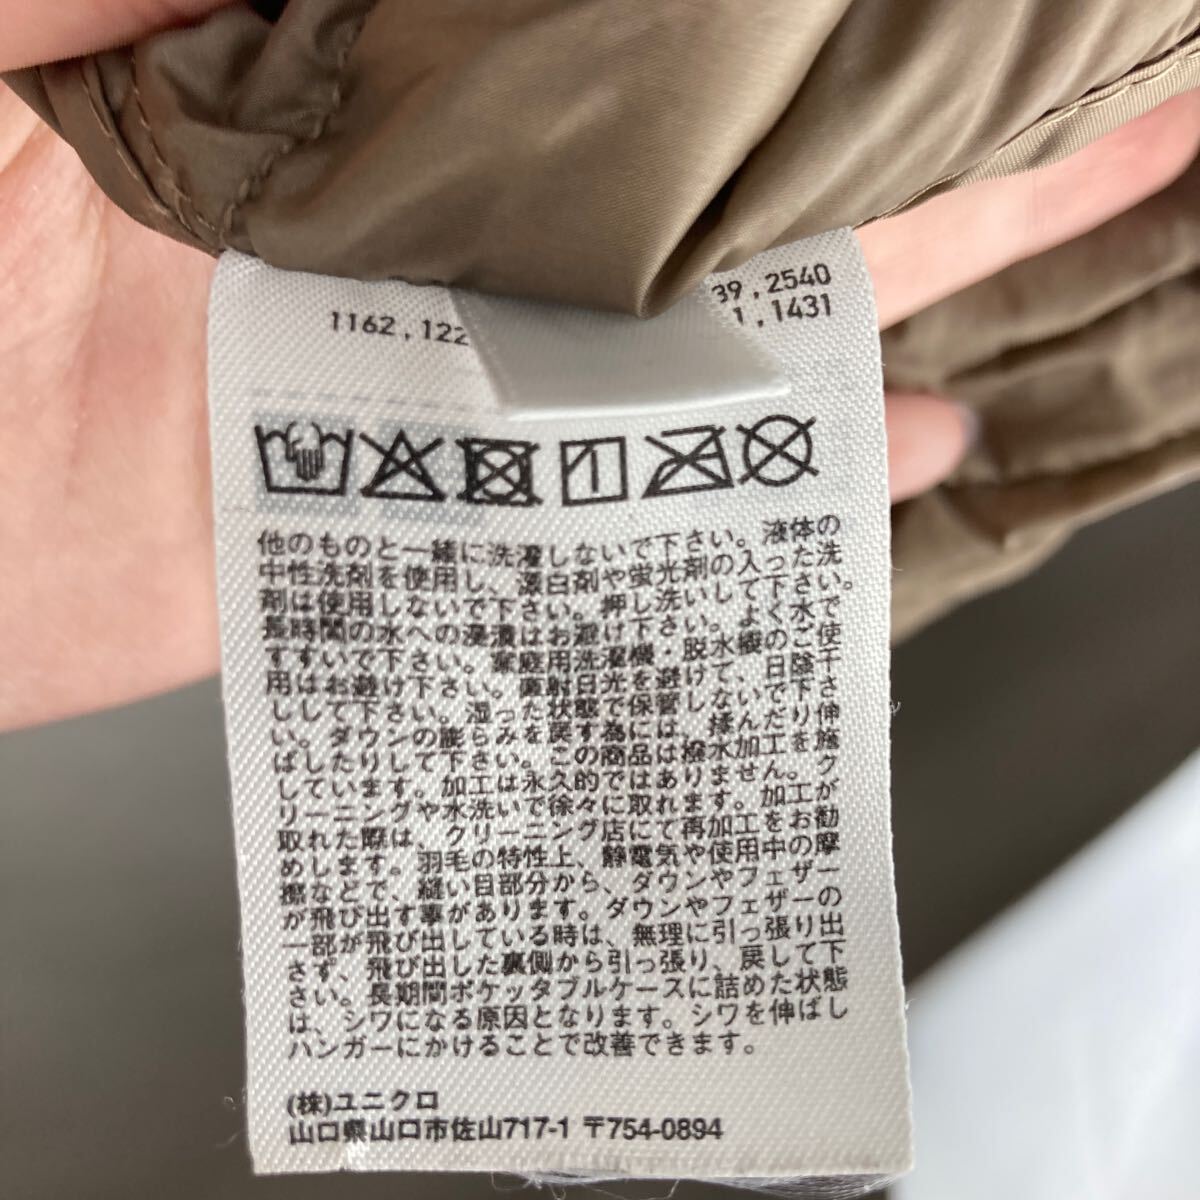 39 , 2540
1162 , 122
1 , 1431
他のものと一緒に洗濯しないで下さい。液体の
中性洗剤を使用し、漂白剤や蛍光剤の入った洗
剤は使用しないで下さい。押し洗いしてよください。
長時間の水への浸漬はお避け下さい。
すすいで下さい。家庭用洗濯機・脱水
用はお避け下さい。直射日光を避けて、
しして下さい。湿った状態で保管しな
い。ダウンの膨らみを戻す為には、揉
ばしたりして下さい。この商品は撥水加工を施
しています。加工は永久的ではありません。ク
リーニングや水洗いで徐々に取れます。加工が
取れた際は、クリーニング店にて再加工をお勧
めします。羽毛の特性上、静電気や使用中の摩
擦などで、縫い目部分から、ダウンやフェザー
が飛び出す事があります。ダウンやフェザーの
一部が飛び出している時は、無理に引っ張り出
さず、飛び出した裏側から引っ張り、戻して下
さい。長期間ポケッタブルケースに詰めた状態
は、シワになる原因となります。シワを伸ばし
ハンガーにかけることで改善できます。
(株)ユニクロ
山口県山口市佐山717-1 〒754-0894